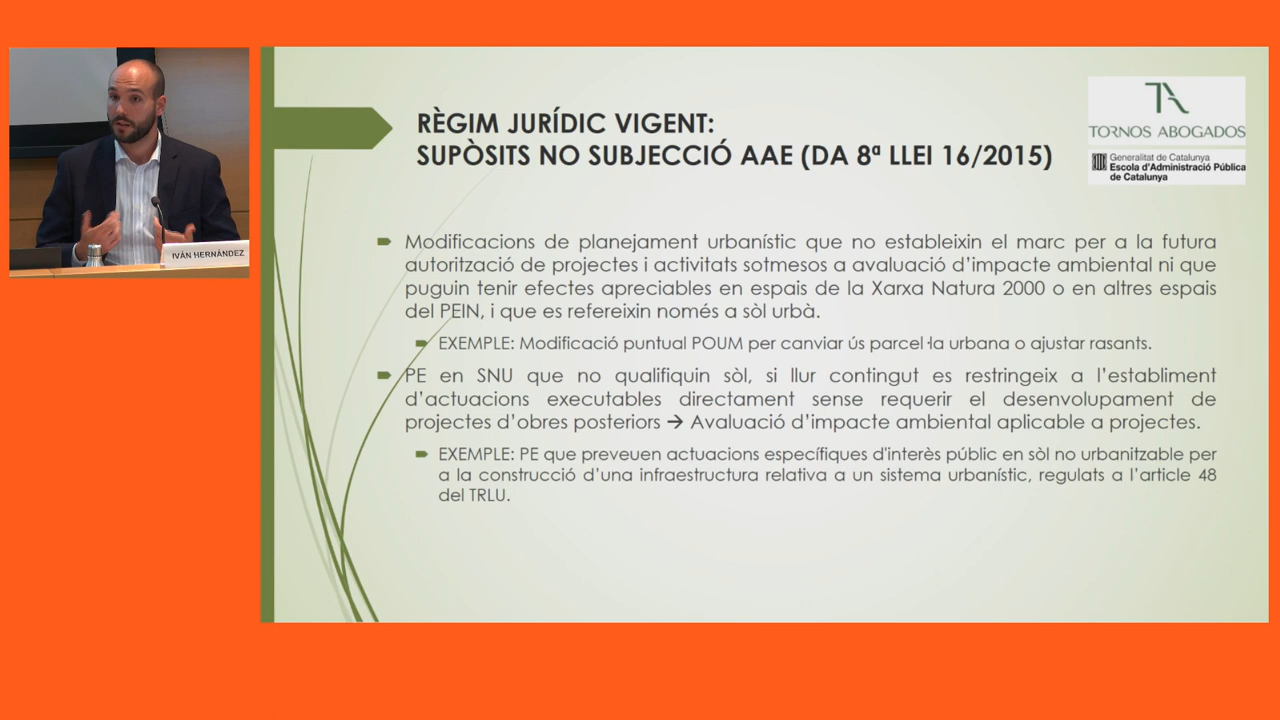 IVÁN HERNÁNDEZ
RÈGIM JURÍDIC VIGENT:
SUPÒSITS NO SUBJECCIÓ AAE (DA 8ª LLEI 16/2015)
TA
TORNOS ABOGADOS
Generalitat de Catalunya
Escola d'Administració Pública
de Catalunya
Modificacions de planejament urbanístic que no estableixin el marc per a la futura
autorització de projectes i activitats sotmesos a avaluació d'impacte ambiental ni que
puguin tenir efectes apreciables en espais de la Xarxa Natura 2000 o en altres espais
del PEIN, i que es refereixin només a sòl urbà.
EXEMPLE: Modificació puntual POUM per canviar ús parcel·la urbana o ajustar rasants.
PE en SNU que no qualifiquin sòl, si llur contingut es restringeix a l'establiment
d'actuacions executables directament sense requerir el desenvolupament de
projectes d'obres posteriors → Avaluació d'impacte ambiental aplicable a projectes.
EXEMPLE: PE que preveuen actuacions específiques d'interès públic en sòl no urbanitzable per
a la construcció d'una infraestructura relativa a un sistema urbanístic, regulats a l'article 48
del TRLU.